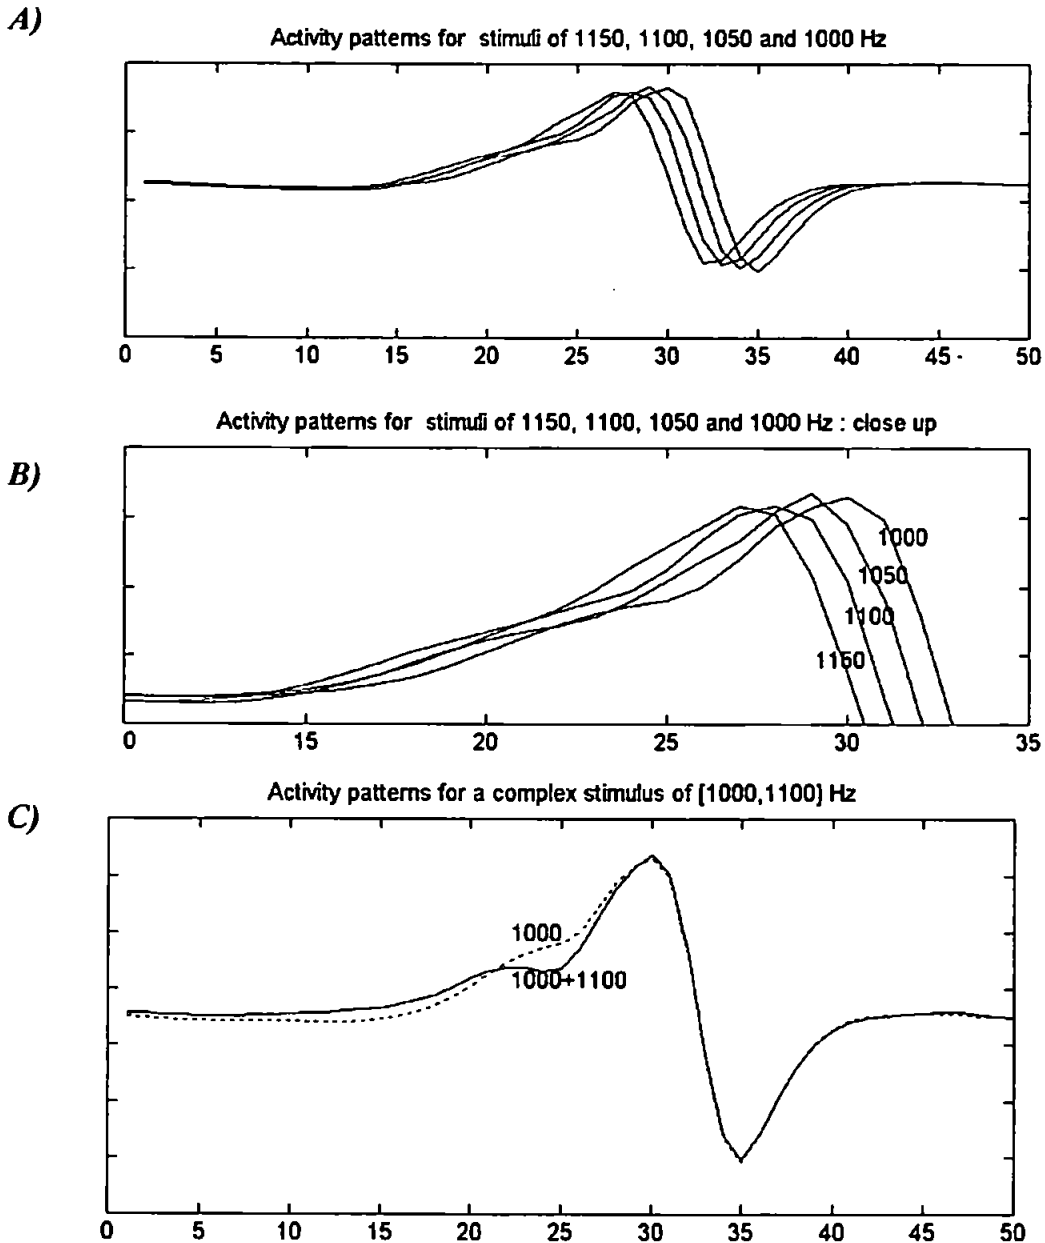 A)
Activity patterns for stimuli of 1150, 1100, 1050 and 1000 Hz
0 5 10 15 20 25 30 35 40 45 50
Activity patterns for stimuli of 1150, 1100, 1050 and 1000 Hz : close up
B)
1000
1050
1100
1150
0 15 20 25 30 35
Activity patterns for a complex stimulus of [1000,1100] Hz
C)
1000
1000+1100
0 5 10 15 20 25 30 35 40 45 50